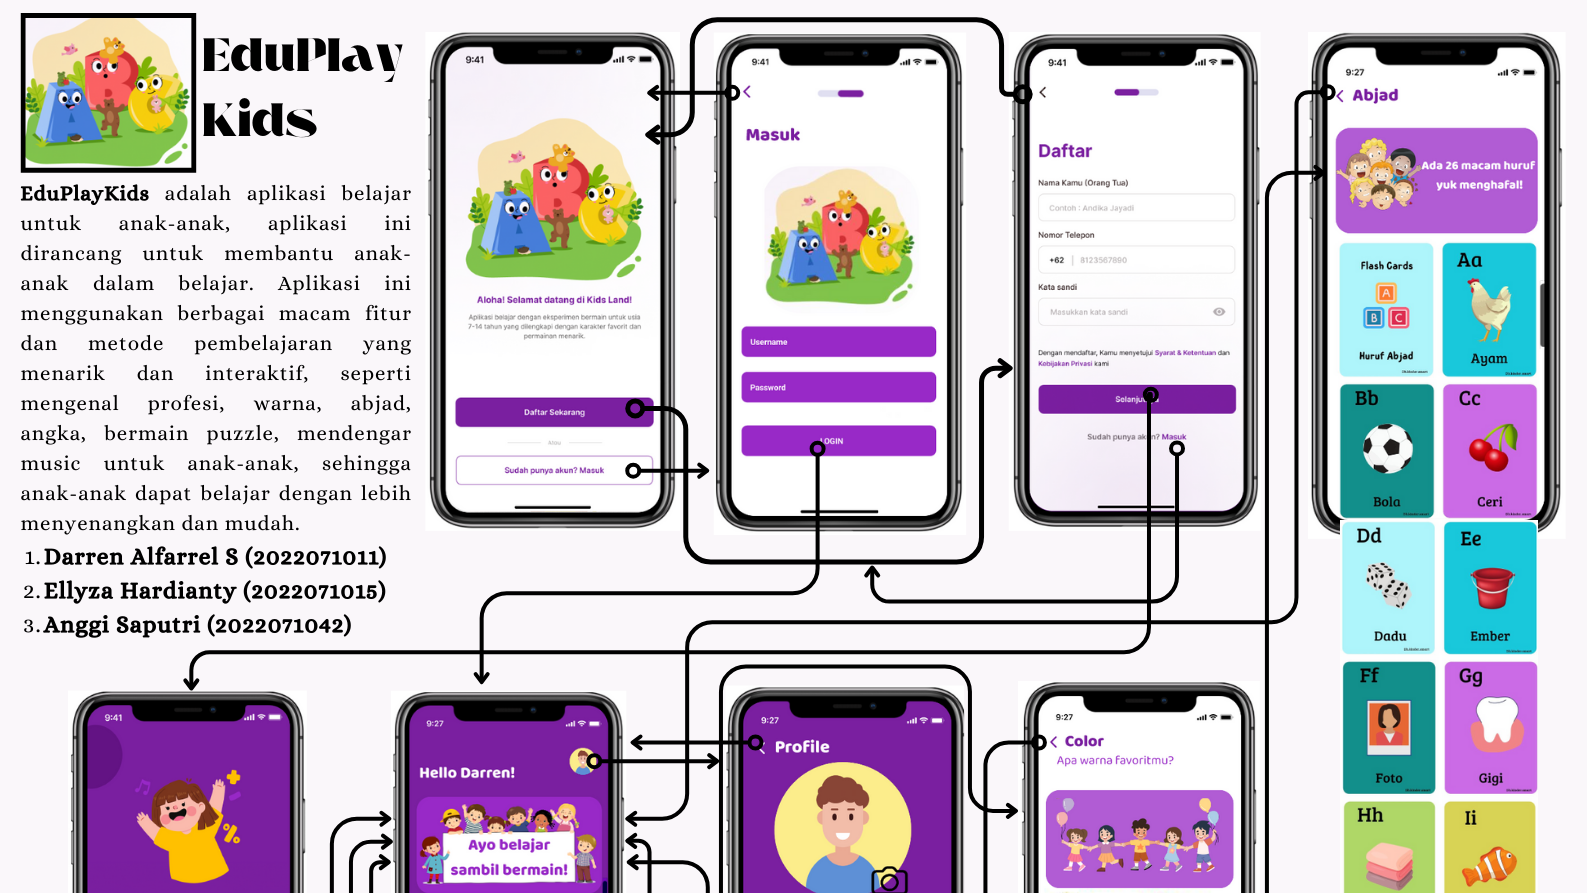 EduPlay
Kids
EduPlayKids adalah aplikasi belajar
untuk anak-anak, aplikasi ini
dirancang untuk membantu anak-
anak dalam belajar. Aplikasi ini
menggunakan berbagai macam fitur
dan metode pembelajaran yang
menarik dan interaktif, seperti
mengenal profesi, warna, abjad,
angka, bermain puzzle, mendengar
music untuk anak-anak, sehingga
anak-anak dapat belajar dengan lebih
menyenangkan dan mudah.
1. Darren Alfarrel S (2022071011)
2. Ellyza Hardianty (2022071015)
3. Anggi Saputri (2022071042)
9:41
Aloha! Selamat datang di Kids Land!
Aplikasi belajar dengan eksperimen bermain untuk usia
7-14 tahun yang dilengkapi dengan karakter favorit dan
permainan menarik.
Daftar Sekarang
Atau
Sudah punya akun? Masuk
9:41
Masuk
Username
Password
LOGIN
9:41
Daftar
Nama Kamu (Orang Tua)
Contoh : Andika Jayadi
Nomor Telepon
+62 8123567890
Kata sandi
Masukkan kata sandi
Dengan mendaftar, Kamu menyetujui Syarat & Ketentuan dan
Kebijakan Privasi kami
Sudah punya akun? Masuk
9:27
Abjad
Ada 26 macam huruf
yuk menghafal!
Flash Cards
A
B C
Huruf Abjad
Aa
Ayam
Bb
Bola
Cc
Ceri
Dd
Dadu
Ee
Ember
Ff
Foto
Gg
Gigi
Hh
Ii
9:41
9:27
Hello Darren!
Ayo belajar
sambil bermain!
9:27
Profile
9:27
Color
Apa warna favoritmu?